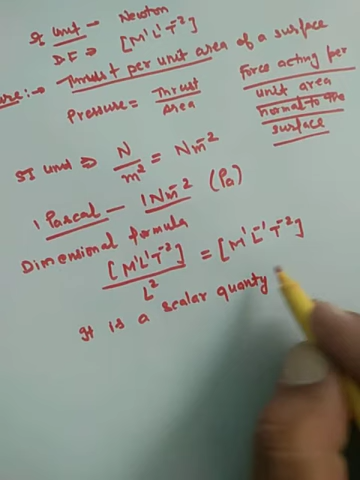 SI unit - Newton
DF ⇒ [M¹L¹T⁻²]
are:→ Thrust per unit area of a surface
Pressure = Thrust / Area
Force acting per
unit area
normal to the
surface
SI unit ⇒ N/m² = Nm⁻²
1 Pascal - 1Nm⁻² (Pa)
Dimensional formula
[M¹L¹T⁻²] / L² = [M¹L⁻¹T⁻²]
It is a scalar quanty